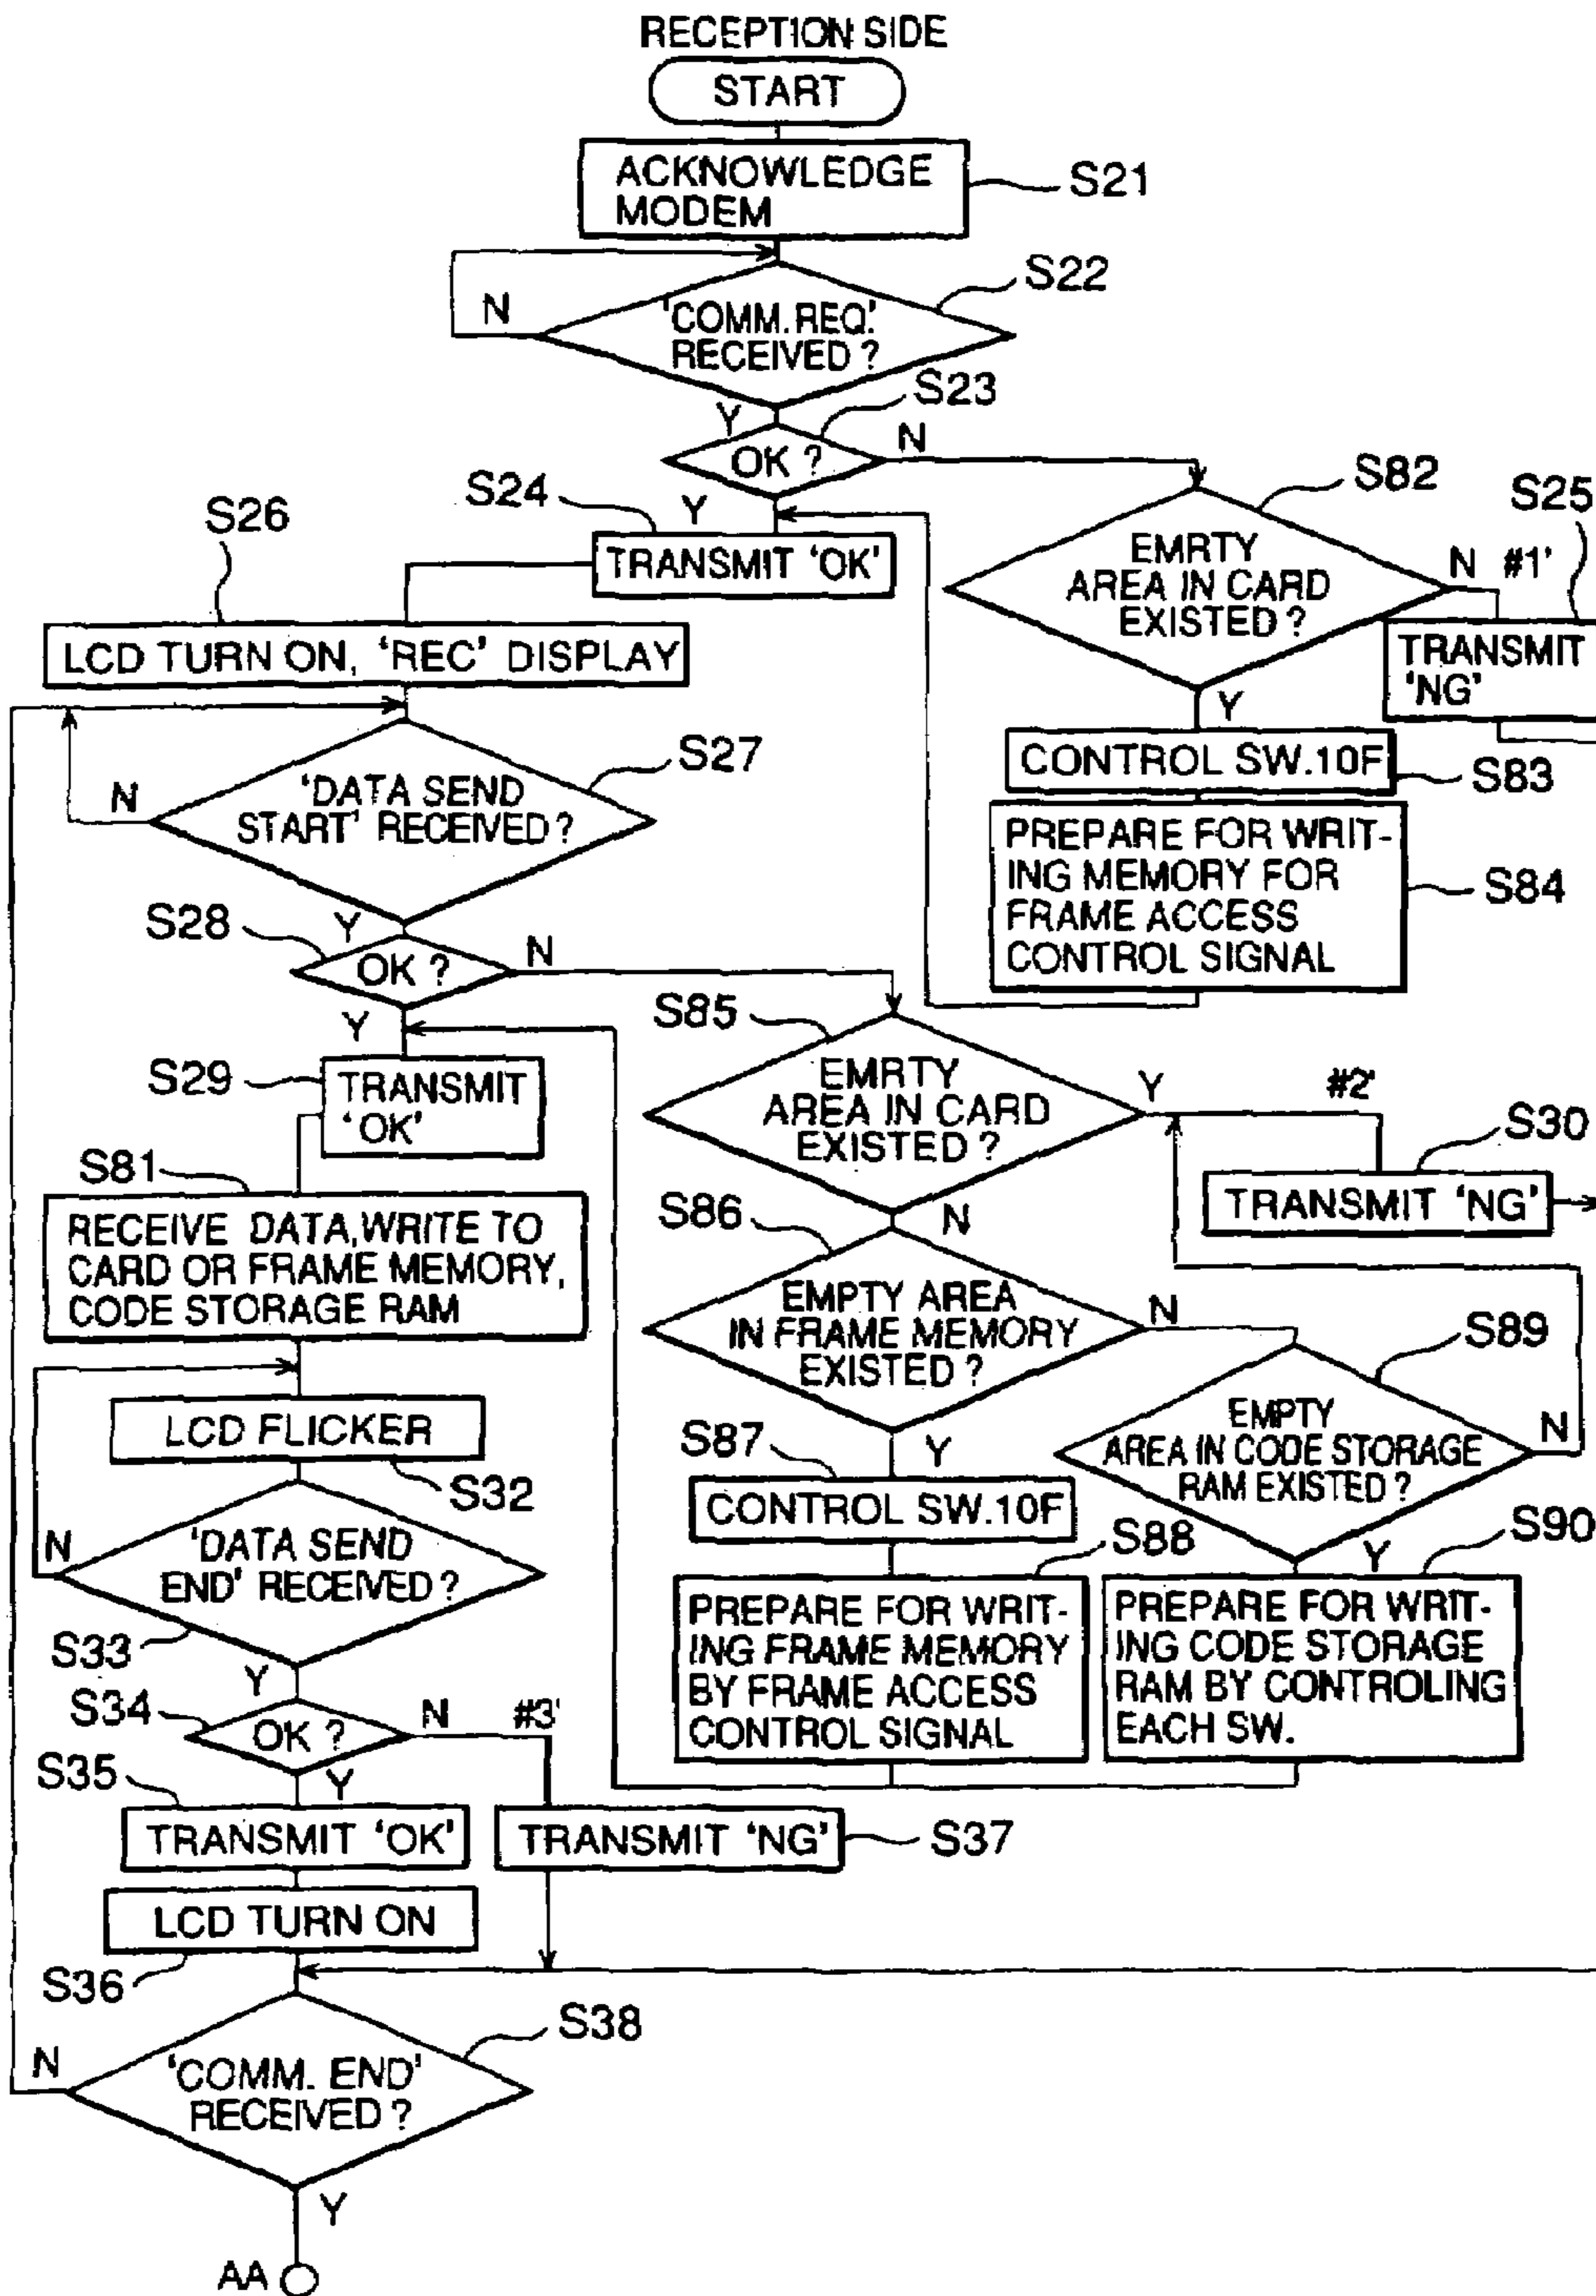 RECEPTION SIDE
START
ACKNOWLEDGE
MODEM
S21
S22
N
'COMM.REQ.'
RECEIVED ?
S23
Y
OK ?
N
S24
Y
TRANSMIT 'OK'
S26
LCD TURN ON, 'REC' DISPLAY
S82
EMRTY
AREA IN CARD
EXISTED ?
N
#1'
S25
TRANSMIT
'NG'
Y
CONTROL SW.10F
S83
PREPARE FOR WRIT-
ING MEMORY FOR
FRAME ACCESS
CONTROL SIGNAL
S84
S27
N
'DATA SEND
START' RECEIVED ?
S28
Y
OK ?
N
Y
S29
TRANSMIT
'OK'
S85
EMRTY
AREA IN CARD
EXISTED ?
Y
#2'
S30
TRANSMIT 'NG'
S81
RECEIVE DATA,WRITE TO
CARD OR FRAME MEMORY,
CODE STORAGE RAM
S86
N
EMPTY AREA
IN FRAME MEMORY
EXISTED ?
N
S89
EMPTY
AREA IN CODE STORAGE
RAM EXISTED ?
N
LCD FLICKER
S32
S87
Y
CONTROL SW.10F
S88
PREPARE FOR WRIT-
ING FRAME MEMORY
BY FRAME ACCESS
CONTROL SIGNAL
Y
S90
PREPARE FOR WRIT-
ING CODE STORAGE
RAM BY CONTROLING
EACH SW.
N
'DATA SEND
END' RECEIVED ?
S33
Y
S34
OK ?
N
#3'
S35
Y
TRANSMIT 'OK'
TRANSMIT 'NG'
S37
LCD TURN ON
S36
S38
N
'COMM. END'
RECEIVED ?
Y
AA